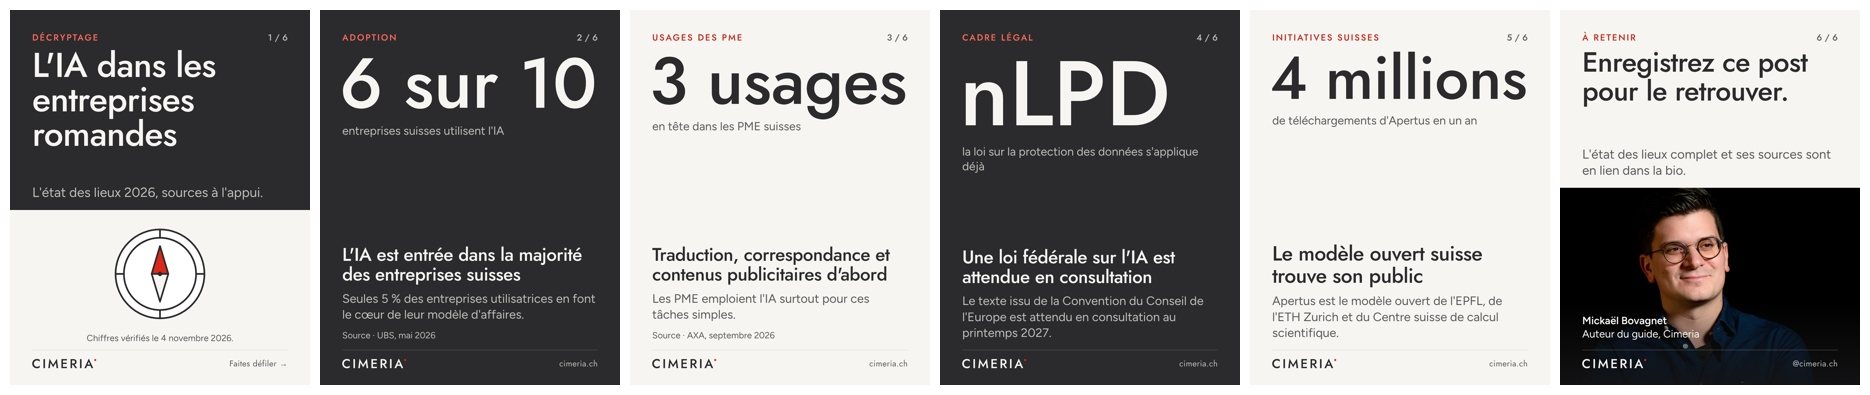 DÉCRYPTAGE
1 / 6
L'IA dans les
entreprises
romandes
L'état des lieux 2026, sources à l'appui.
Chiffres vérifiés le 4 novembre 2026.
CIMERIA
Faites défiler →
ADOPTION
2 / 6
6 sur 10
entreprises suisses utilisent l'IA
L'IA est entrée dans la majorité
des entreprises suisses
Seules 5 % des entreprises utilisatrices en font
le cœur de leur modèle d'affaires.
Source · UBS, mai 2026
CIMERIA
cimeria.ch
USAGES DES PME
3 / 6
3 usages
en tête dans les PME suisses
Traduction, correspondance et
contenus publicitaires d'abord
Les PME emploient l'IA surtout pour ces
tâches simples.
Source · AXA, septembre 2026
CIMERIA
cimeria.ch
CADRE LÉGAL
4 / 6
nLPD
la loi sur la protection des données s'applique
déjà
Une loi fédérale sur l'IA est
attendue en consultation
Le texte issu de la Convention du Conseil de
l'Europe est attendu en consultation au
printemps 2027.
CIMERIA
cimeria.ch
INITIATIVES SUISSES
5 / 6
4 millions
de téléchargements d'Apertus en un an
Le modèle ouvert suisse
trouve son public
Apertus est le modèle ouvert de l'EPFL, de
l'ETH Zurich et du Centre suisse de calcul
scientifique.
CIMERIA
cimeria.ch
À RETENIR
6 / 6
Enregistrez ce post
pour le retrouver.
L'état des lieux complet et ses sources sont
en lien dans la bio.
Mickaël Bovagnet
Auteur du guide, Cimeria
CIMERIA
@cimeria.ch